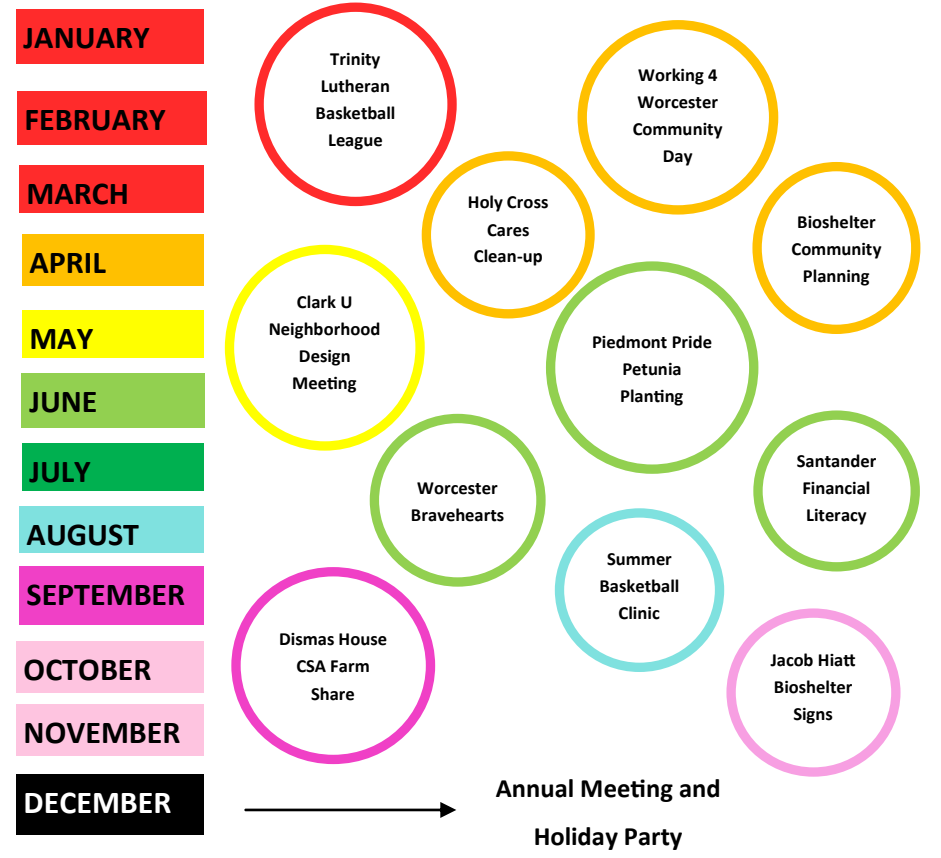 JANUARY
FEBRUARY
MARCH
APRIL
MAY
JUNE
JULY
AUGUST
SEPTEMBER
OCTOBER
NOVEMBER
DECEMBER
Trinity
Lutheran
Basketball
League
Working 4
Worcester
Community
Day
Holy Cross
Cares
Clean-up
Bioshelter
Community
Planning
Clark U
Neighborhood
Design
Meeting
Piedmont Pride
Petunia
Planting
Worcester
Bravehearts
Santander
Financial
Literacy
Summer
Basketball
Clinic
Dismas House
CSA Farm
Share
Jacob Hiatt
Bioshelter
Signs
Annual Meeting and
Holiday Party